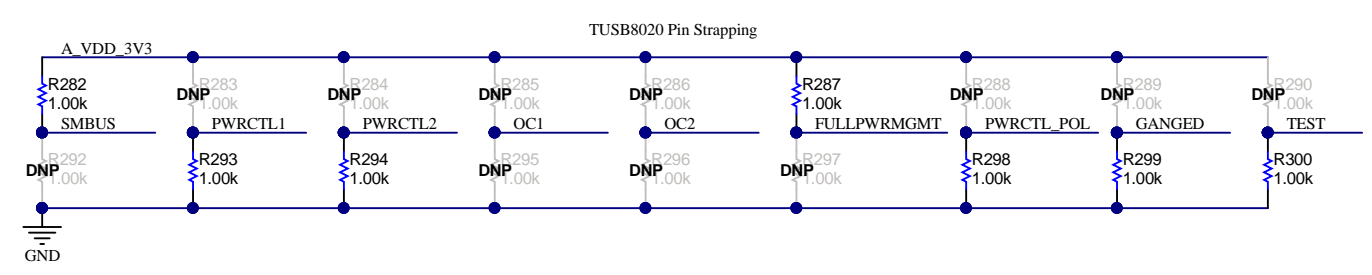 TUSB8020 Pin Strapping
A_VDD_3V3
R282 R283 R284 R285 R286 R287 R288 R289 R290
DNP DNP DNP DNP DNP DNP DNP
1.00k 1.00k 1.00k 1.00k 1.00k 1.00k 1.00k 1.00k 1.00k
SMBUS PWRCTL1 PWRCTL2 OC1 OC2 FULLPWRMGMT PWRCTL_POL GANGED TEST
R292 R293 R294 R295 R296 R297 R298 R299 R300
DNP DNP DNP DNP
1.00k 1.00k 1.00k 1.00k 1.00k 1.00k 1.00k 1.00k 1.00k
GND